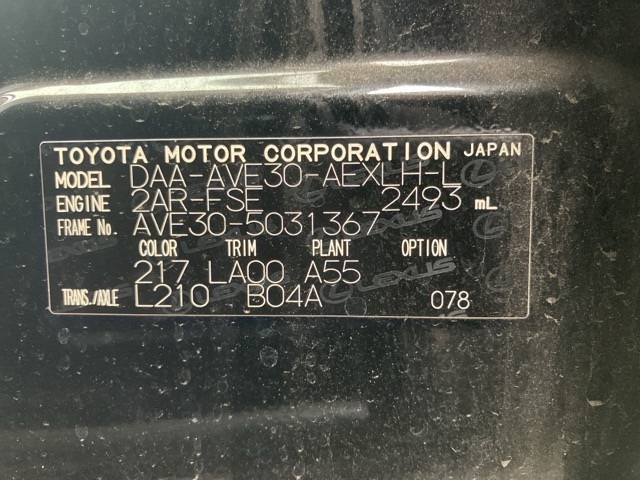 TOYOTA MOTOR CORPORATION JAPAN
MODEL DAA-AVE30-AEXLH-L
ENGINE 2AR-FSE 2493 mL
FRAME No. AVE30-5031367
COLOR TRIM PLANT OPTION
217 LA00 A55
TRANS./AXLE L210 B04A 078
LEXUS